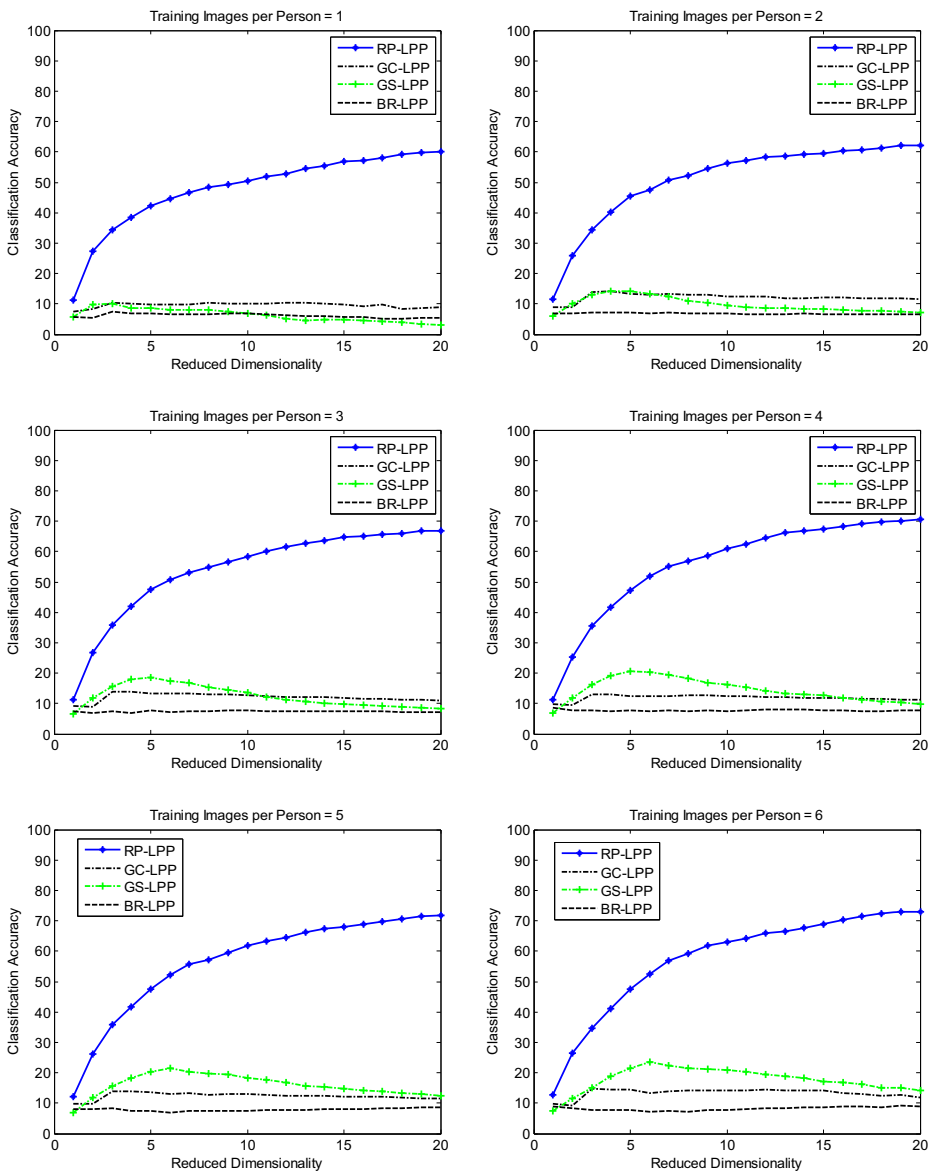 Training Images per Person = 1
100
90
80
70
60
50
40
30
20
10
0
Classification Accuracy
RP-LPP
GC-LPP
GS-LPP
BR-LPP
0 5 10 15 20
Reduced Dimensionality
Training Images per Person = 2
100
90
80
70
60
50
40
30
20
10
0
Classification Accuracy
RP-LPP
GC-LPP
GS-LPP
BR-LPP
0 5 10 15 20
Reduced Dimensionality
Training Images per Person = 3
100
90
80
70
60
50
40
30
20
10
0
Classification Accuracy
RP-LPP
GC-LPP
GS-LPP
BR-LPP
0 5 10 15 20
Reduced Dimensionality
Training Images per Person = 4
100
90
80
70
60
50
40
30
20
10
0
Classification Accuracy
RP-LPP
GC-LPP
GS-LPP
BR-LPP
0 5 10 15 20
Reduced Dimensionality
Training Images per Person = 5
100
90
80
70
60
50
40
30
20
10
0
Classification Accuracy
RP-LPP
GC-LPP
GS-LPP
BR-LPP
0 5 10 15 20
Reduced Dimensionality
Training Images per Person = 6
100
90
80
70
60
50
40
30
20
10
0
Classification Accuracy
RP-LPP
GC-LPP
GS-LPP
BR-LPP
0 5 10 15 20
Reduced Dimensionality